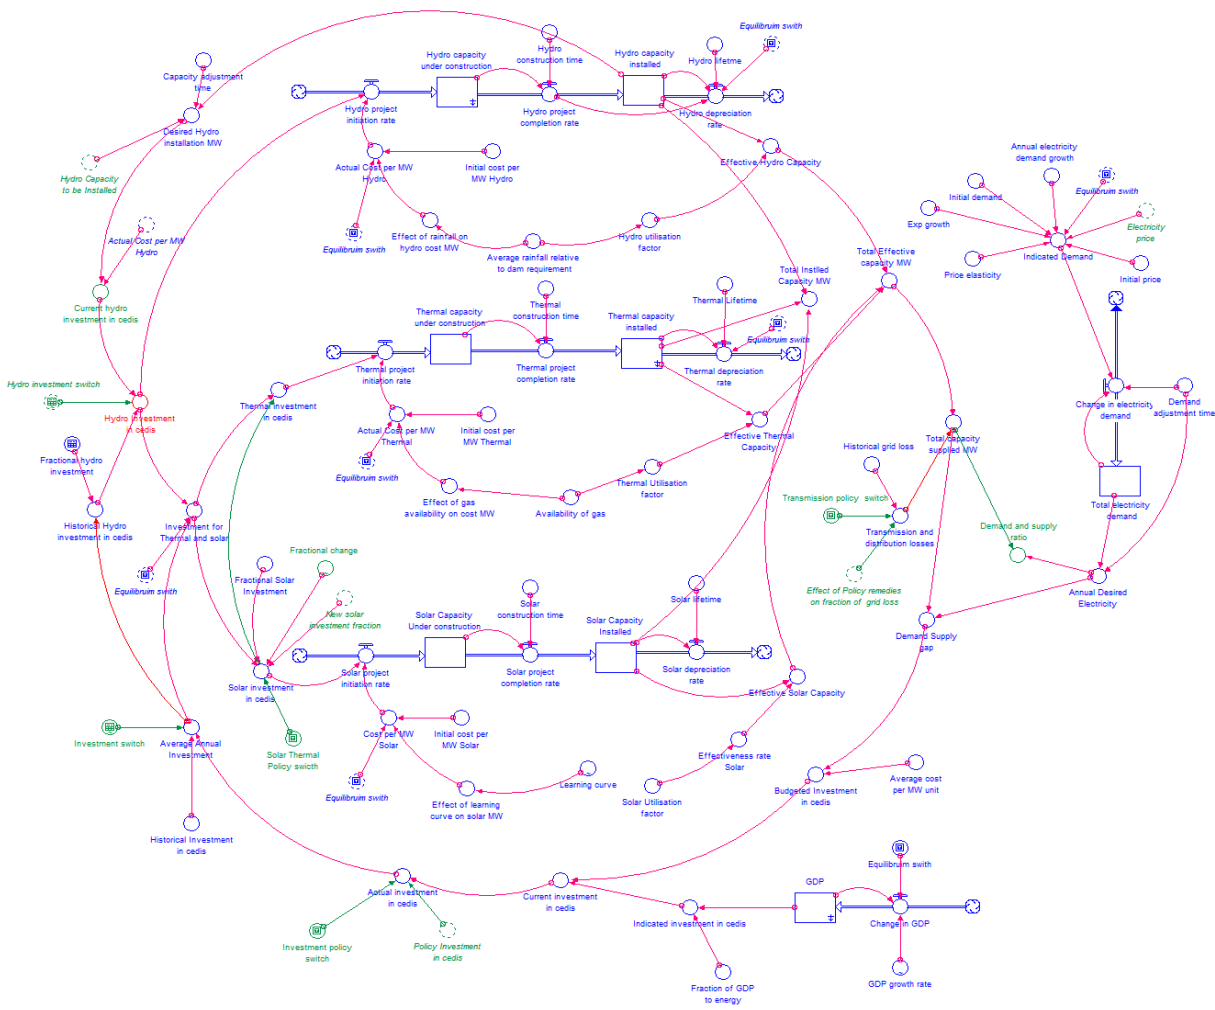 Equilibruim swith
Hydro
construction time
Hydro capacity
under construction
Hydro capacity
installed
Hydro lifetme
Capacity adjustment
time
Hydro project
initiation rate
Hydro project
completion rate
Hydro depreciation
rate
Desired Hydro
installation MW
Hydro Capacity
to be Installed
Actual Cost per MW
Hydro
Initial cost per
MW Hydro
Effective Hydro Capacity
Annual electricity
demand growth
Equilibruim swith
Initial demand
Exp growth
Electricity
price
Actual Cost per MW
Hydro
Equilibruim swith
Effect of rainfall on
hydro cost MW
Average rainfall relative
to dam requirement
Hydro utilisation
factor
Total Instlled
Capacity MW
Total Effective
capacity MW
Indicated Demand
Price elasticity
Initial price
Current hydro
investment in cedis
Thermal capacity
under construction
Thermal
construction time
Thermal capacity
installed
Thermal Lifetime
Equilibruim swith
Thermal project
initiation rate
Thermal project
completion rate
Thermal depreciation
rate
Hydro investment switch
Thermal investment
in cedis
Hydro Investment
in cedis
Change in electricity
demand
Demand
adjustment time
Actual Cost per MW
Thermal
Initial cost per
MW Thermal
Effective Thermal
Capacity
Total capacity
supplied MW
Historical grid loss
Fractional hydro
investment
Equilibruim swith
Thermal Utilisation
factor
Effect of gas
availability on cost MW
Availability of gas
Transmission policy switch
Total electricity
demand
Historical Hydro
investment in cedis
Investment for
Thermal and solar
Transmission and
distribution losses
Demand and supply
ratio
Fractional change
Equilibruim swith
Fractional Solar
Investment
Effect of Policy remedies
on fraction of grid loss
Annual Desired
Electricity
New solar
investment fraction
Solar Capacity
Under construction
Solar
construction time
Solar Capacity
Installed
Solar lifetime
Demand Supply
gap
Solar investment
in cedis
Solar project
initiation rate
Solar project
completion rate
Solar depreciation
rate
Effective Solar Capacity
Investment switch
Average Annual
Investment
Solar Thermal
Policy swicth
Cost per MW
Solar
Initial cost per
MW Solar
Effectiveness rate
Solar
Equilibruim swith
Effect of learning
curve on solar MW
Learning curve
Solar Utilisation
factor
Budgeted Investment
in cedis
Average cost
per MW unit
Historical Investment
in cedis
Equilibruim swith
GDP
Actual investment
in cedis
Current investment
in cedis
Indicated investment in cedis
Change in GDP
Investment policy
switch
Policy Investment
in cedis
Fraction of GDP
to energy
GDP growth rate